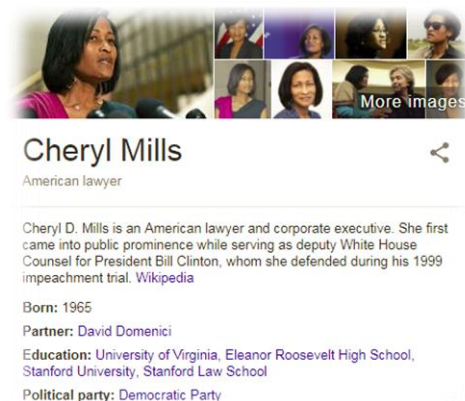 More images
Cheryl Mills
American lawyer
Cheryl D. Mills is an American lawyer and corporate executive. She first
came into public prominence while serving as deputy White House
Counsel for President Bill Clinton, whom she defended during his 1999
impeachment trial. Wikipedia
Born: 1965
Partner: David Domenici
Education: University of Virginia, Eleanor Roosevelt High School,
Stanford University, Stanford Law School
Political party: Democratic Party